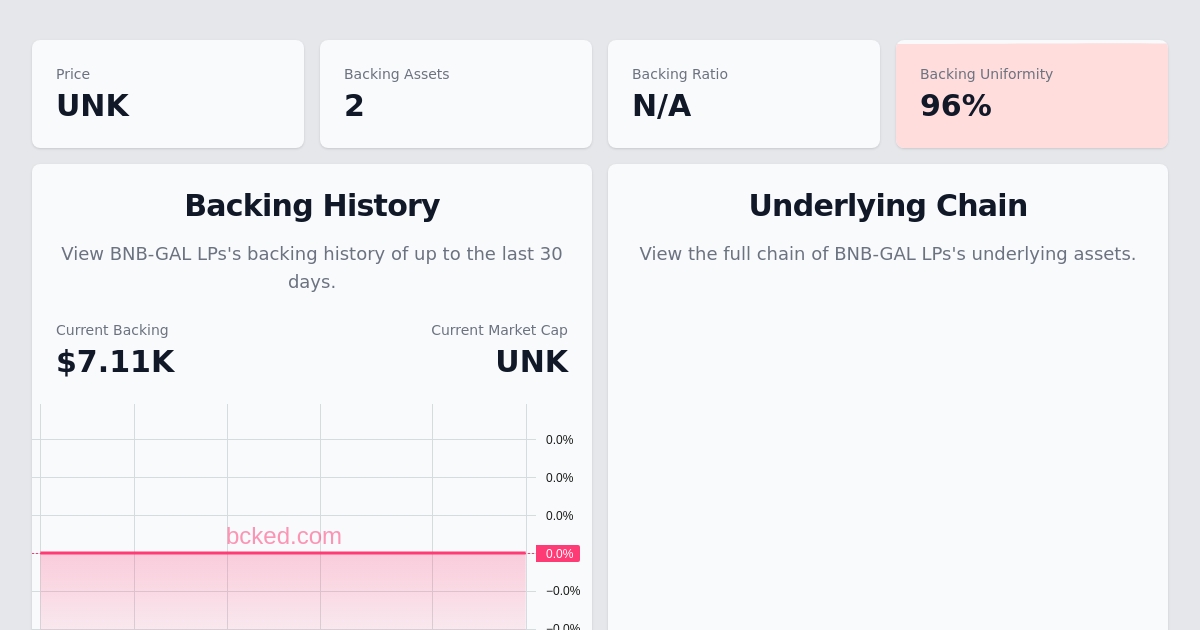 Price
UNK
Backing Assets
2
Backing Ratio
N/A
Backing Uniformity
96%
Backing History
View BNB-GAL LPs's backing history of up to the last 30
days.
Current Backing
$7.11K
Current Market Cap
UNK
0.0%
0.0%
0.0%
bcked.com
0.0%
−0.0%
−0.0%
Underlying Chain
View the full chain of BNB-GAL LPs's underlying assets.